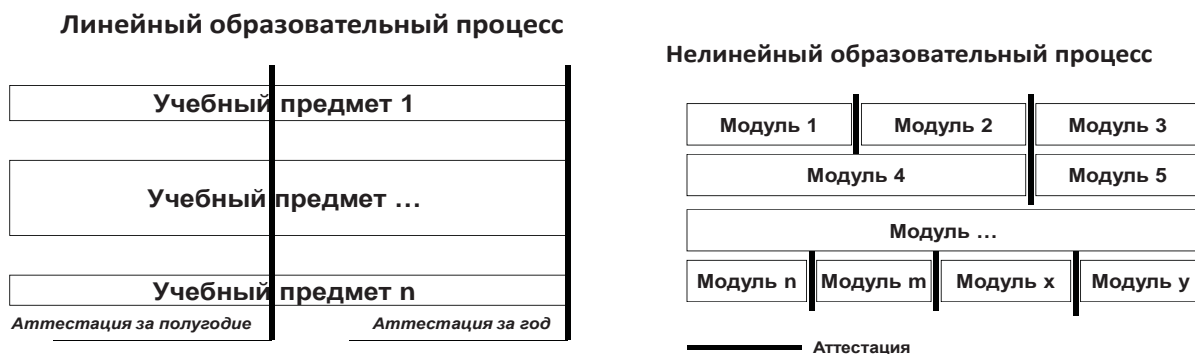 Линейный образовательный процесс
Учебный предмет 1
Учебный предмет ...
Учебный предмет n
Аттестация за полугодие
Аттестация за год
Нелинейный образовательный процесс
Модуль 1
Модуль 2
Модуль 3
Модуль 4
Модуль 5
Модуль ...
Модуль n
Модуль m
Модуль x
Модуль y
Аттестация